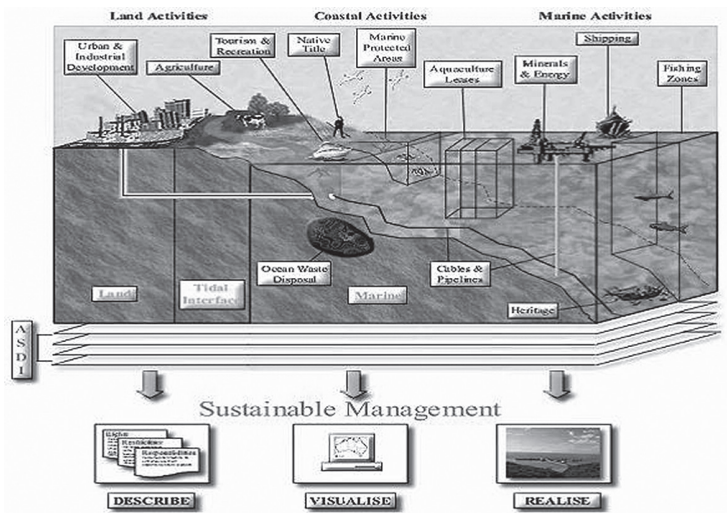 Land Activities
Coastal Activities
Marine Activities
Urban &
Industrial
Development
Agriculture
Tourism &
Recreation
Native
Title
Marine
Protected
Areas
Aquaculture
Leases
Minerals
& Energy
Shipping
Fishing
Zones
Ocean Waste
Disposal
Cables &
Pipelines
Heritage
Land
Tidal
Interface
Marine
A
S
D
I
Sustainable Management
Rights
Restrictions
Responsibilities
DESCRIBE
VISUALISE
REALISE